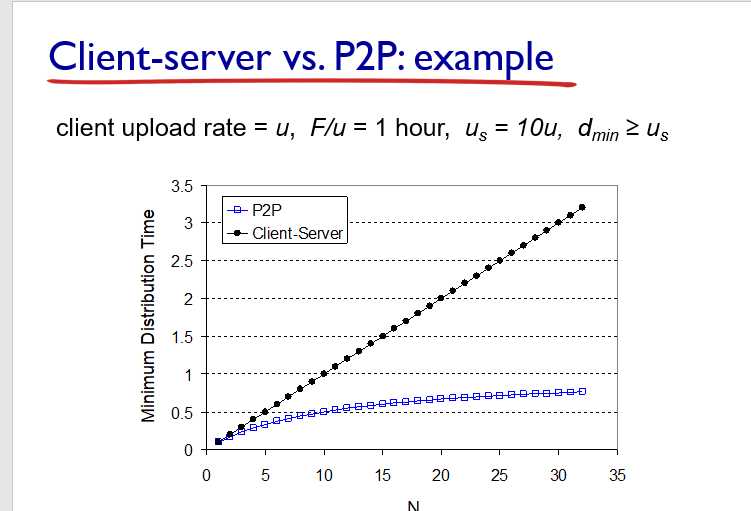 Client-server vs. P2P: example
client upload rate = u, F/u = 1 hour, us = 10u, dmin ≥ us
3.5
3
2.5
2
1.5
1
0.5
0
P2P
Client-Server
Minimum Distribution Time
0 5 10 15 20 25 30 35
N